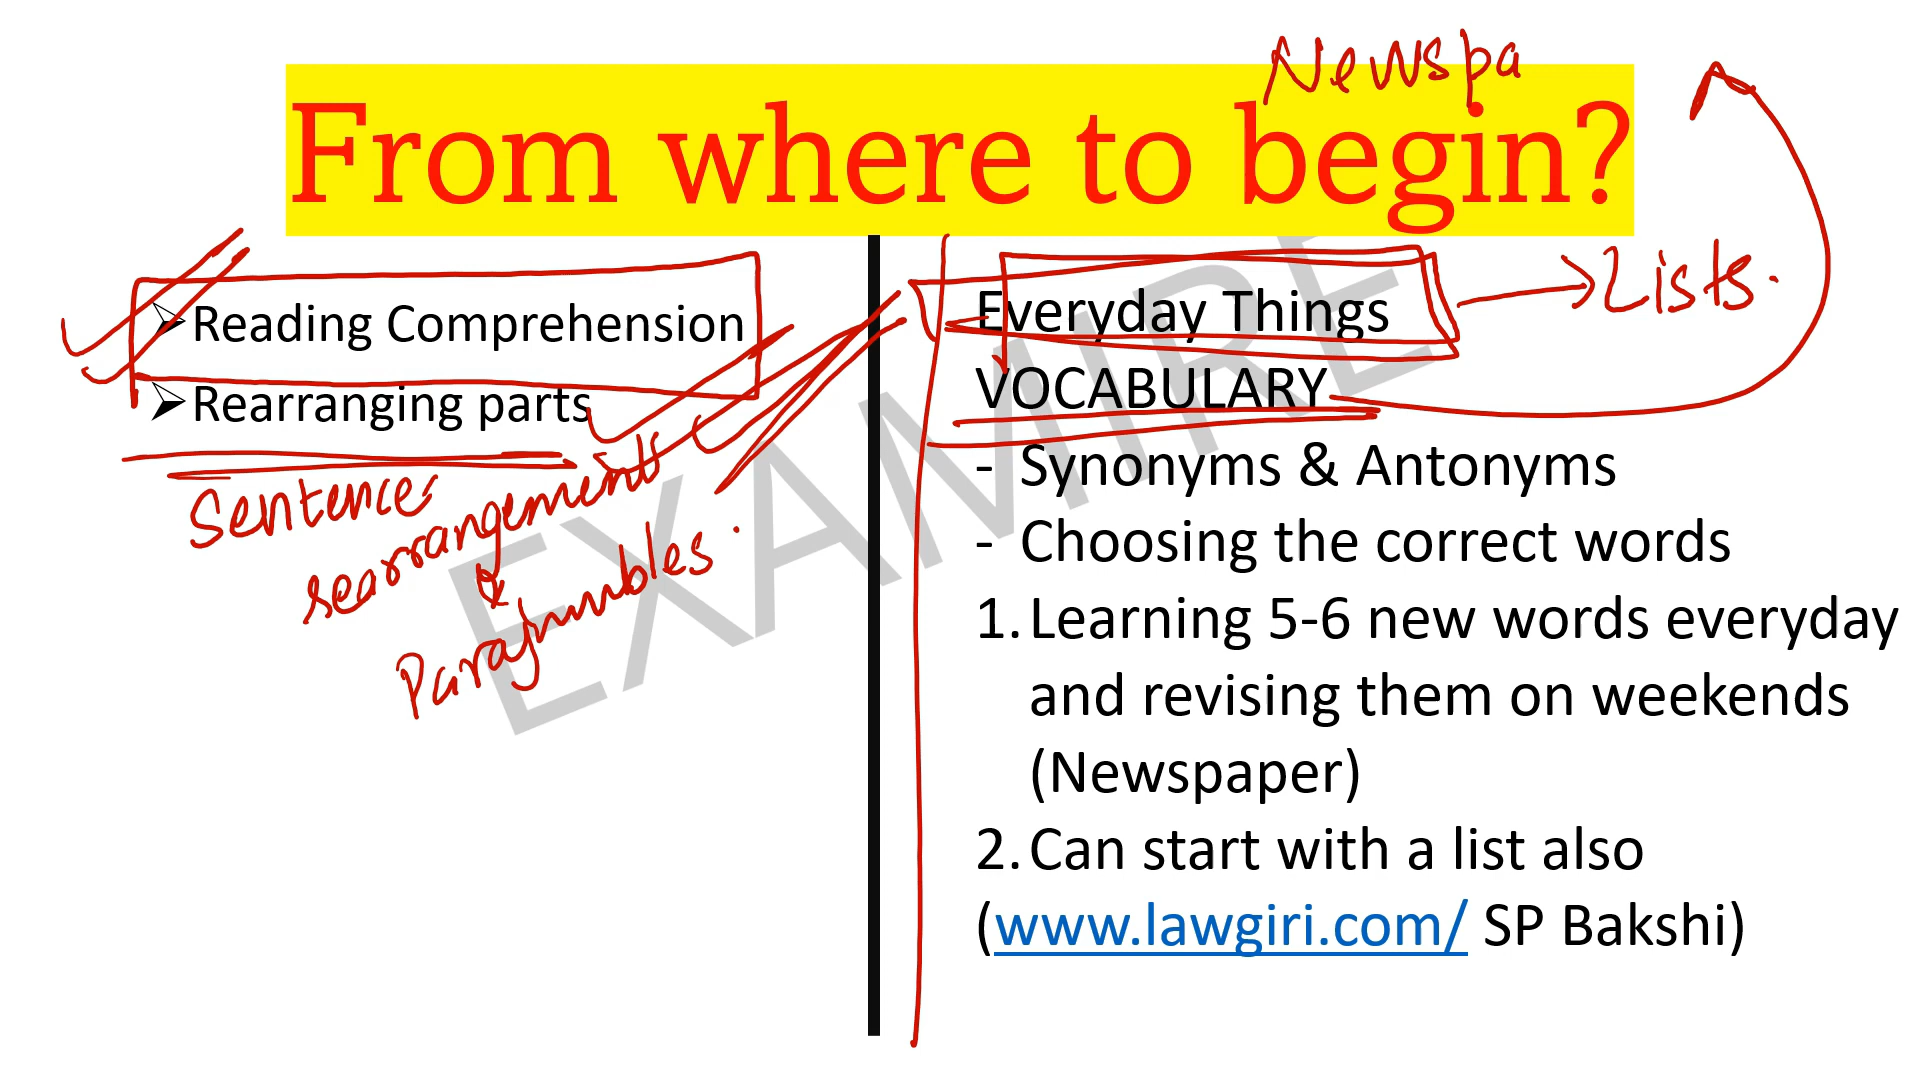 Newspa
From where to begin?
➢Reading Comprehension
➢Rearranging parts
Sentence
rearrangement
&
Parajumbles.
Everyday Things
Lists.
VOCABULARY
- Synonyms & Antonyms
- Choosing the correct words
1. Learning 5-6 new words everyday
and revising them on weekends
(Newspaper)
2. Can start with a list also
(www.lawgiri.com/ SP Bakshi)
EXAMIRE